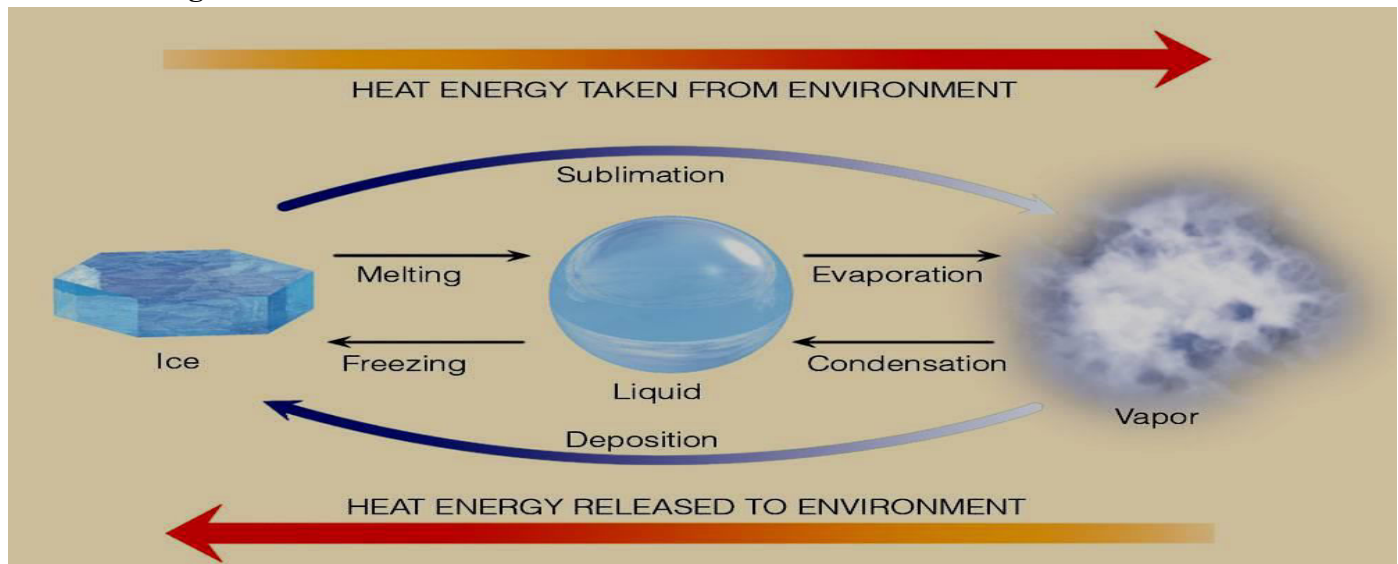 HEAT ENERGY TAKEN FROM ENVIRONMENT
Sublimation
Melting
Evaporation
Ice
Freezing
Liquid
Condensation
Vapor
Deposition
HEAT ENERGY RELEASED TO ENVIRONMENT